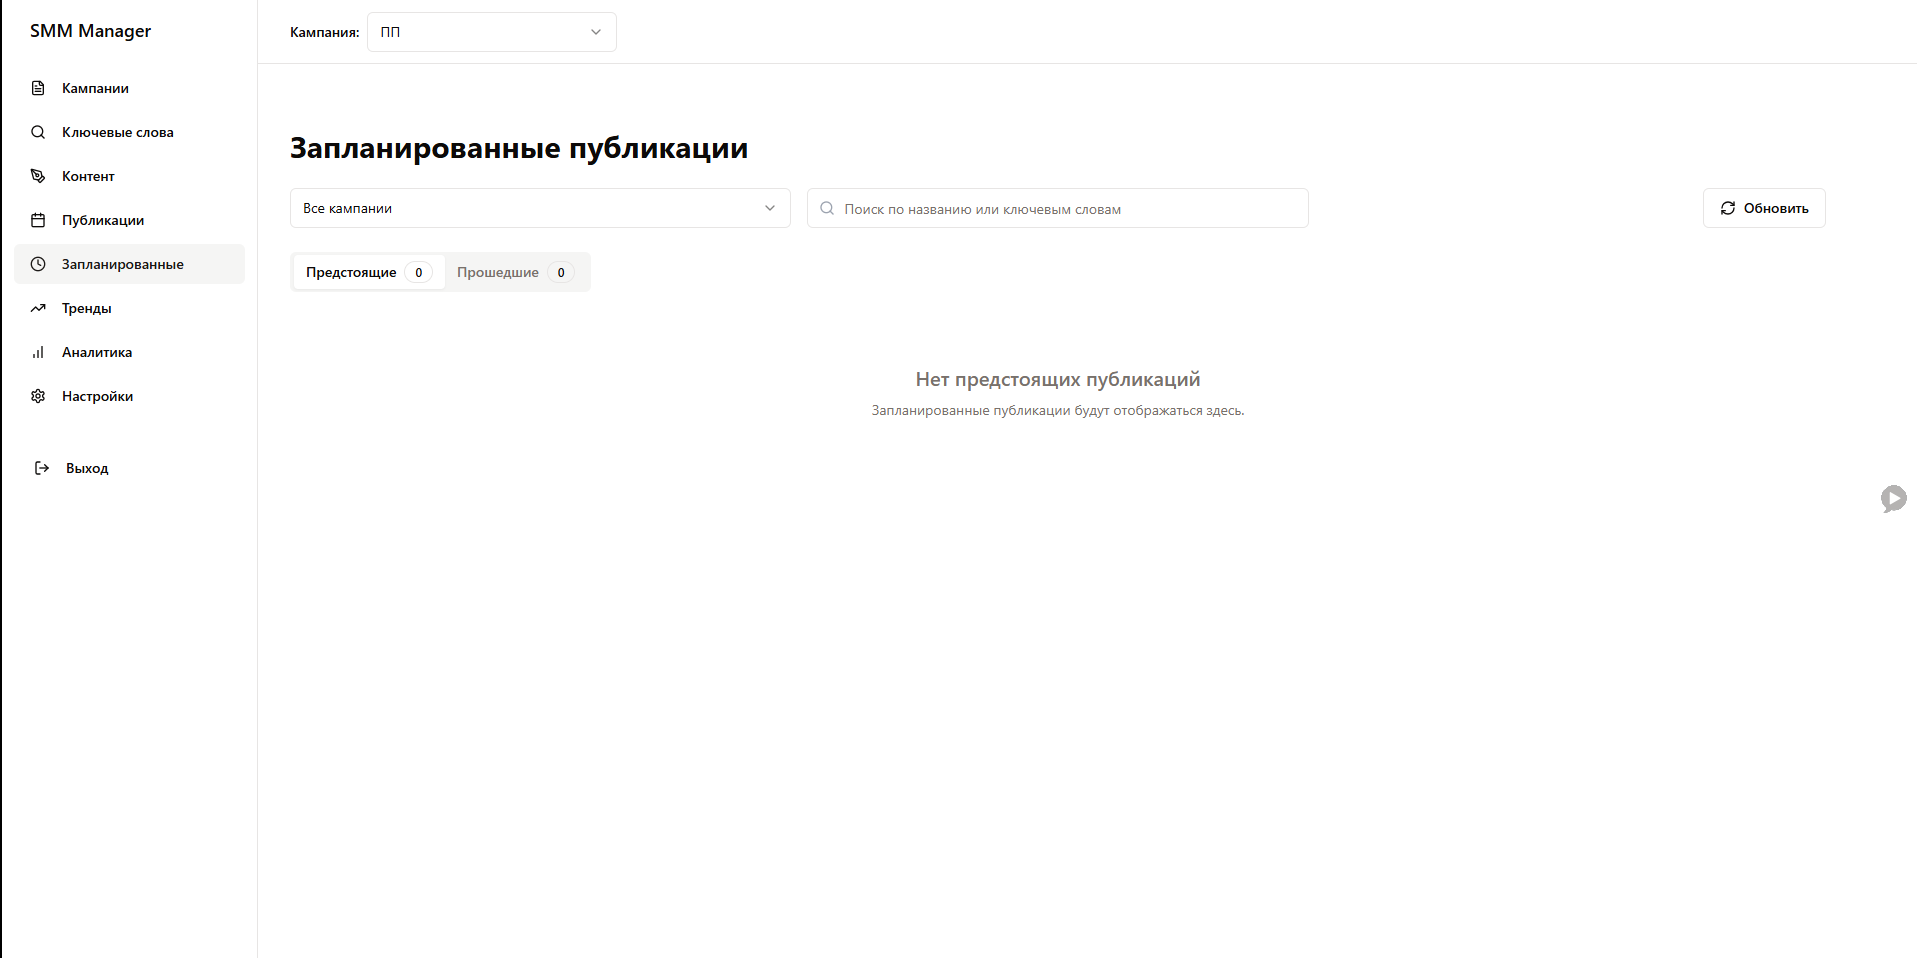 SMM Manager
Кампании
Ключевые слова
Контент
Публикации
Запланированные
Тренды
Аналитика
Настройки
Выход
Кампания: ПП
Запланированные публикации
Все кампании
Поиск по названию или ключевым словам
Обновить
Предстоящие 0 Прошедшие 0
Нет предстоящих публикаций
Запланированные публикации будут отображаться здесь.